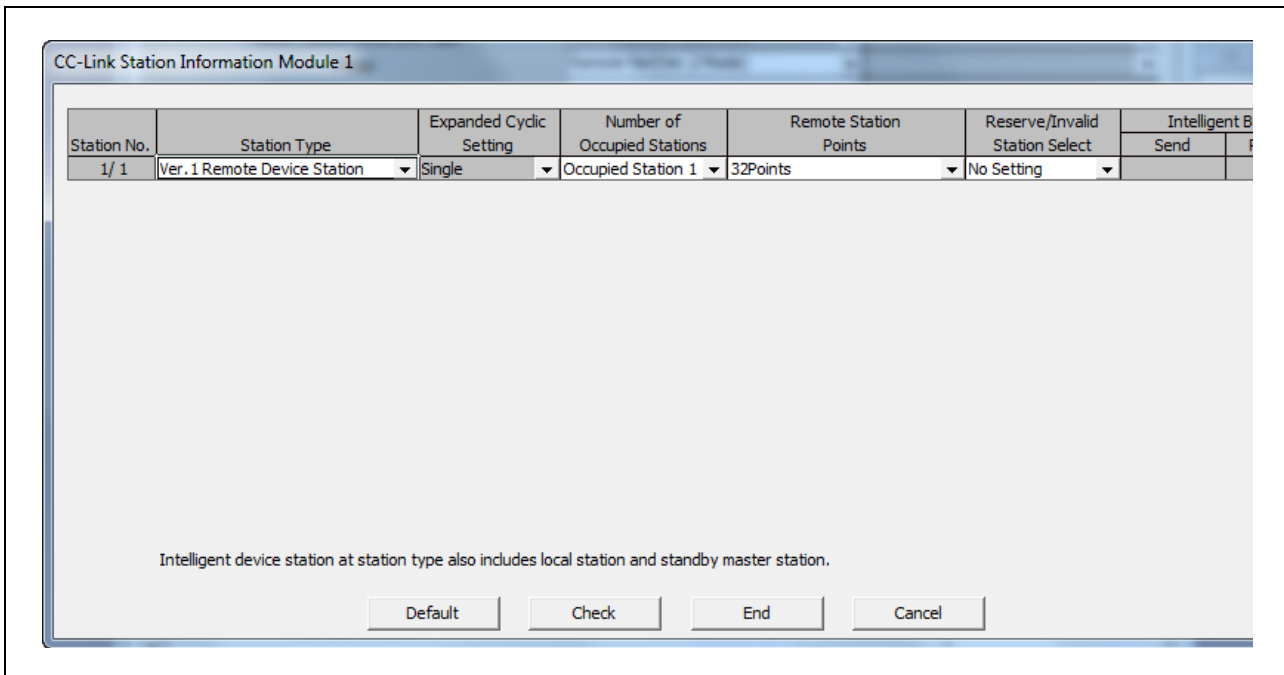 CC-Link Station Information Module 1
Expanded Cyclic Number of Remote Station Reserve/Invalid Intelligent B
Station No. Station Type Setting Occupied Stations Points Station Select Send
1/ 1 Ver.1 Remote Device Station Single Occupied Station 1 32Points No Setting
Intelligent device station at station type also includes local station and standby master station.
Default Check End Cancel